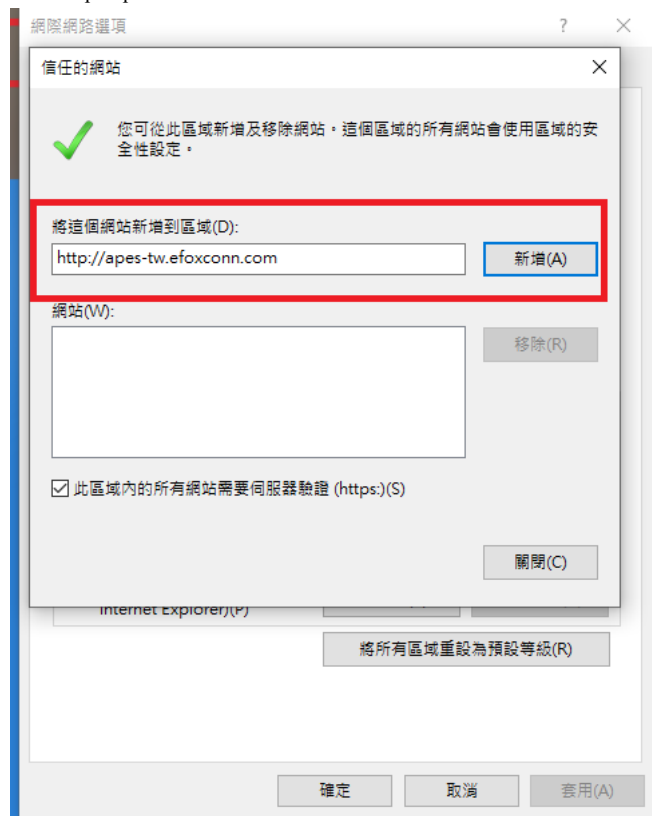 網際網路選項
?
信任的網站
您可從此區域新增及移除網站。這個區域的所有網站會使用區域的安
全性設定。
將這個網站新增到區域(D):
http://apes-tw.efoxconn.com
新增(A)
網站(W):
移除(R)
此區域內的所有網站需要伺服器驗證 (https:)(S)
關閉(C)
Internet Explorer)(P)
將所有區域重設為預設等級(R)
確定
取消
套用(A)